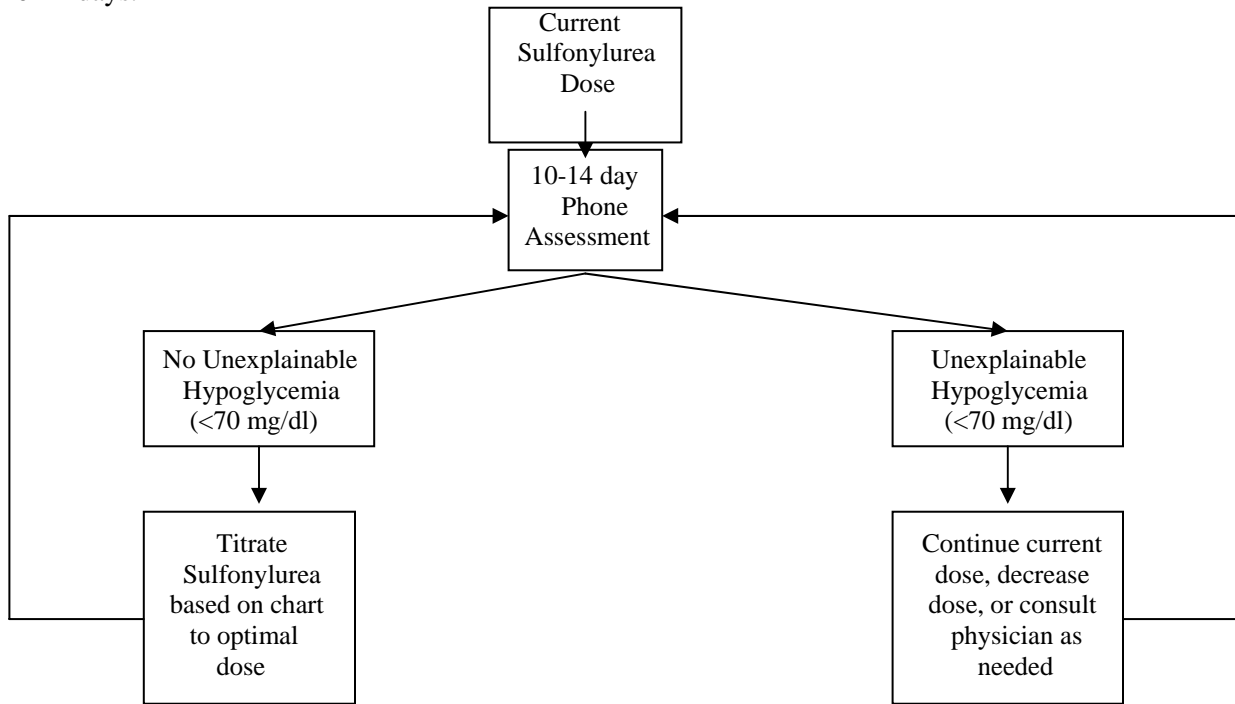 days.
Current
Sulfonylurea
Dose
10-14 day
Phone
Assessment
No Unexplainable
Hypoglycemia
(<70 mg/dl)
Unexplainable
Hypoglycemia
(<70 mg/dl)
Titrate
Sulfonylurea
based on chart
to optimal
dose
Continue current
dose, decrease
dose, or consult
physician as
needed